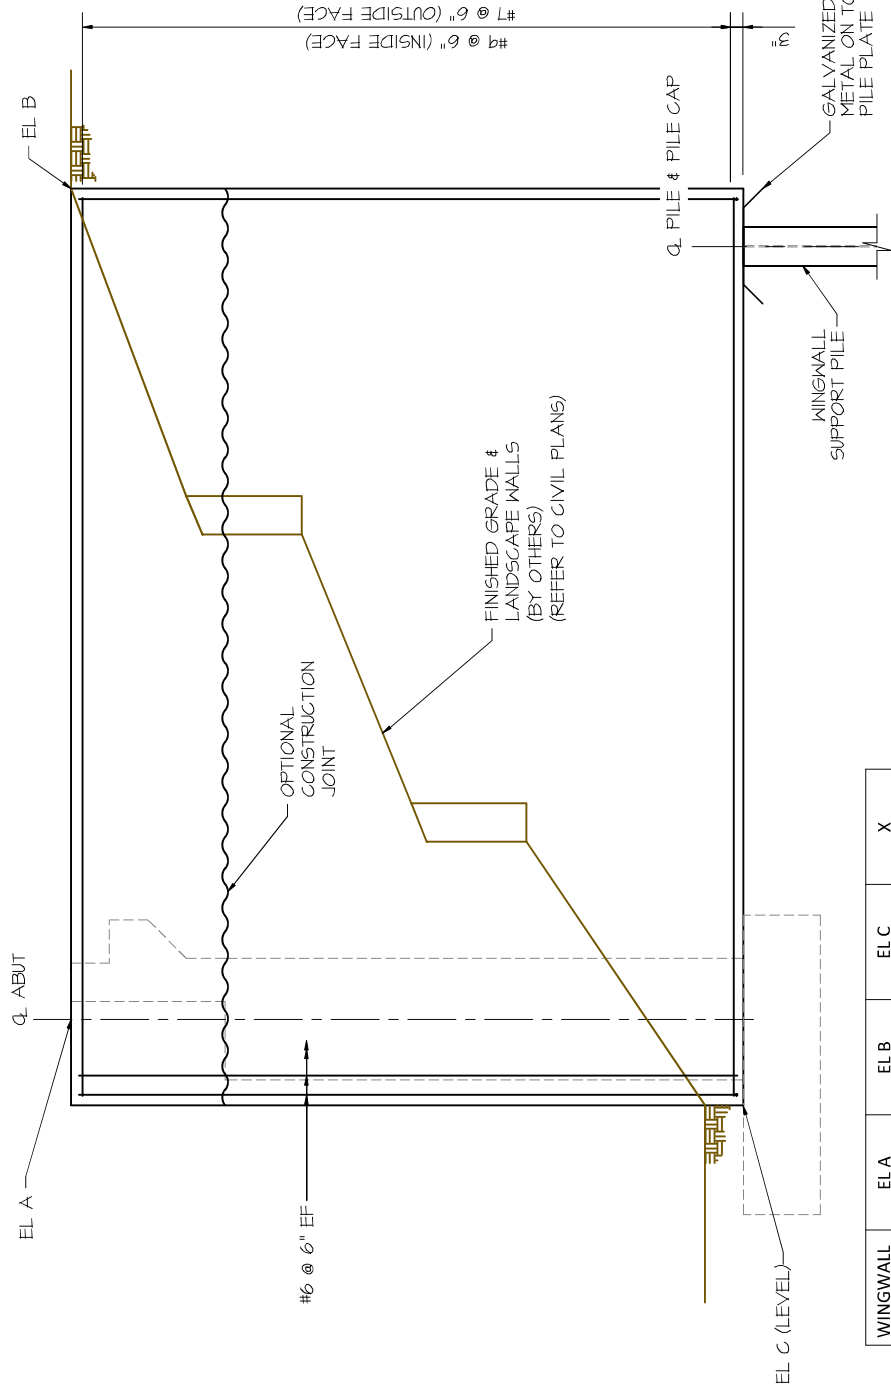 ℄ ABUT
EL A
EL B
#9 @ 6" (INSIDE FACE)
#7 @ 6" (OUTSIDE FACE)
3"
OPTIONAL
CONSTRUCTION
JOINT
#6 @ 6" EF
FINISHED GRADE &
LANDSCAPE WALLS
(BY OTHERS)
(REFER TO CIVIL PLANS)
℄ PILE & PILE CAP
GALVANIZED
METAL ON TO
PILE PLATE
WINGWALL
SUPPORT PILE
EL C (LEVEL)
WINGWALL EL A EL B EL C X